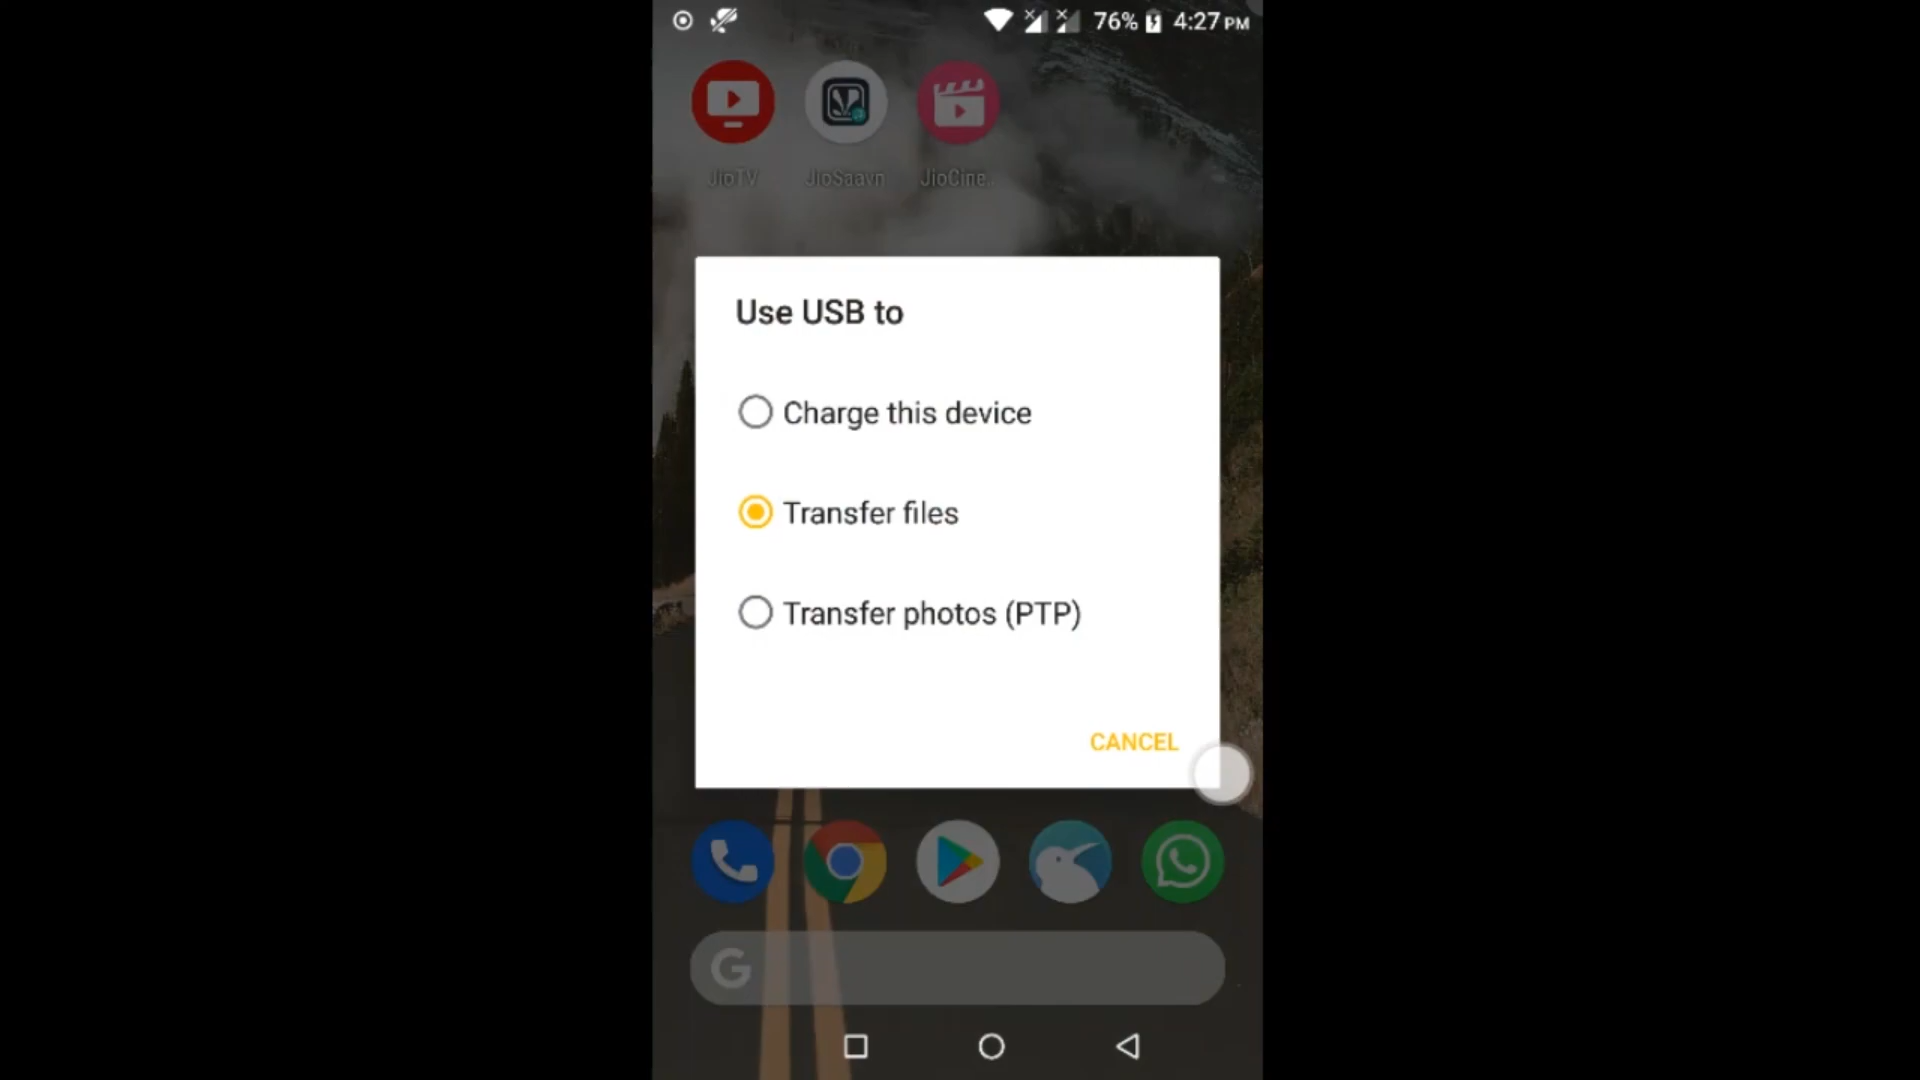 76% 4:27 PM
JioTV JioSaavn JioCine..
Use USB to
Charge this device
Transfer files
Transfer photos (PTP)
CANCEL
G